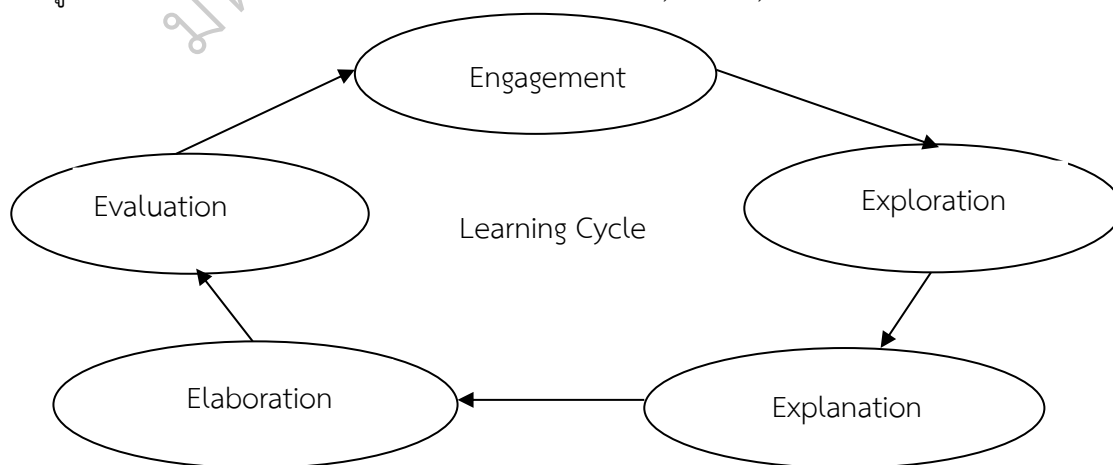 Engagement
Evaluation
Exploration
Learning Cycle
Elaboration
Explanation